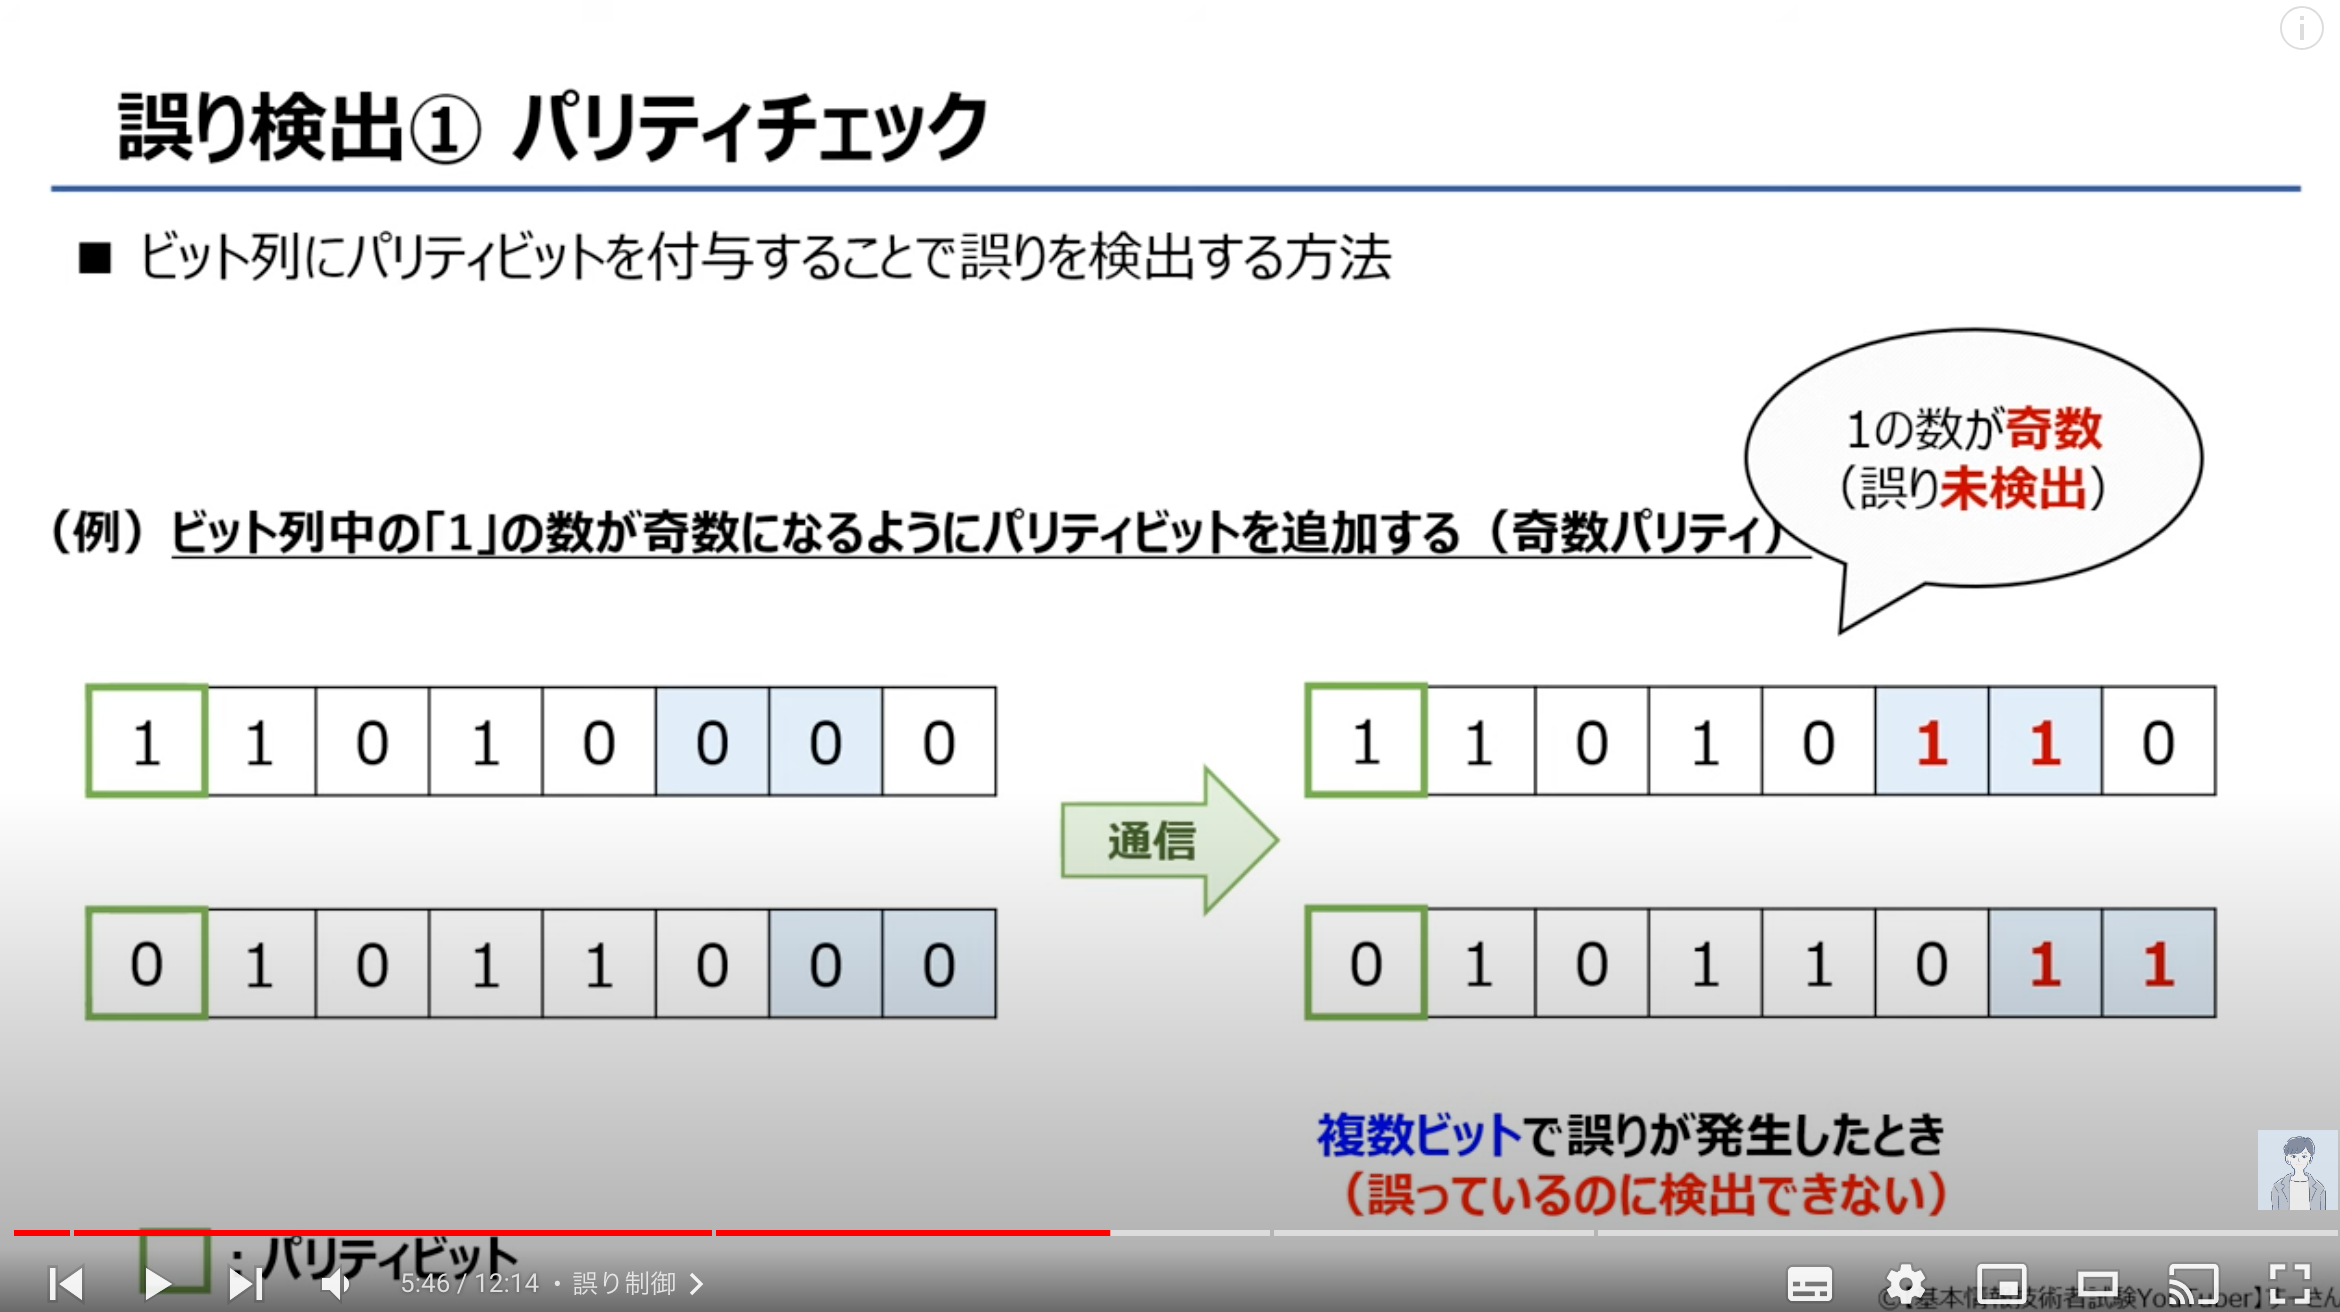 誤り検出① パリティチェック
■ ビット列にパリティビットを付与することで誤りを検出する方法
1の数が奇数
（誤り未検出）
（例）ビット列中の「1」の数が奇数になるようにパリティビットを追加する（奇数パリティ）
1 1 0 1 0 0 0 0
1 1 0 1 0 1 1 0
通信
0 1 0 1 1 0 0 0
0 1 0 1 1 0 1 1
複数ビットで誤りが発生したとき
（誤っているのに検出できない）
：パリティビット
5:46 / 12:14 ・ 誤り制御
©【基本情報技術者試験YouTuber】